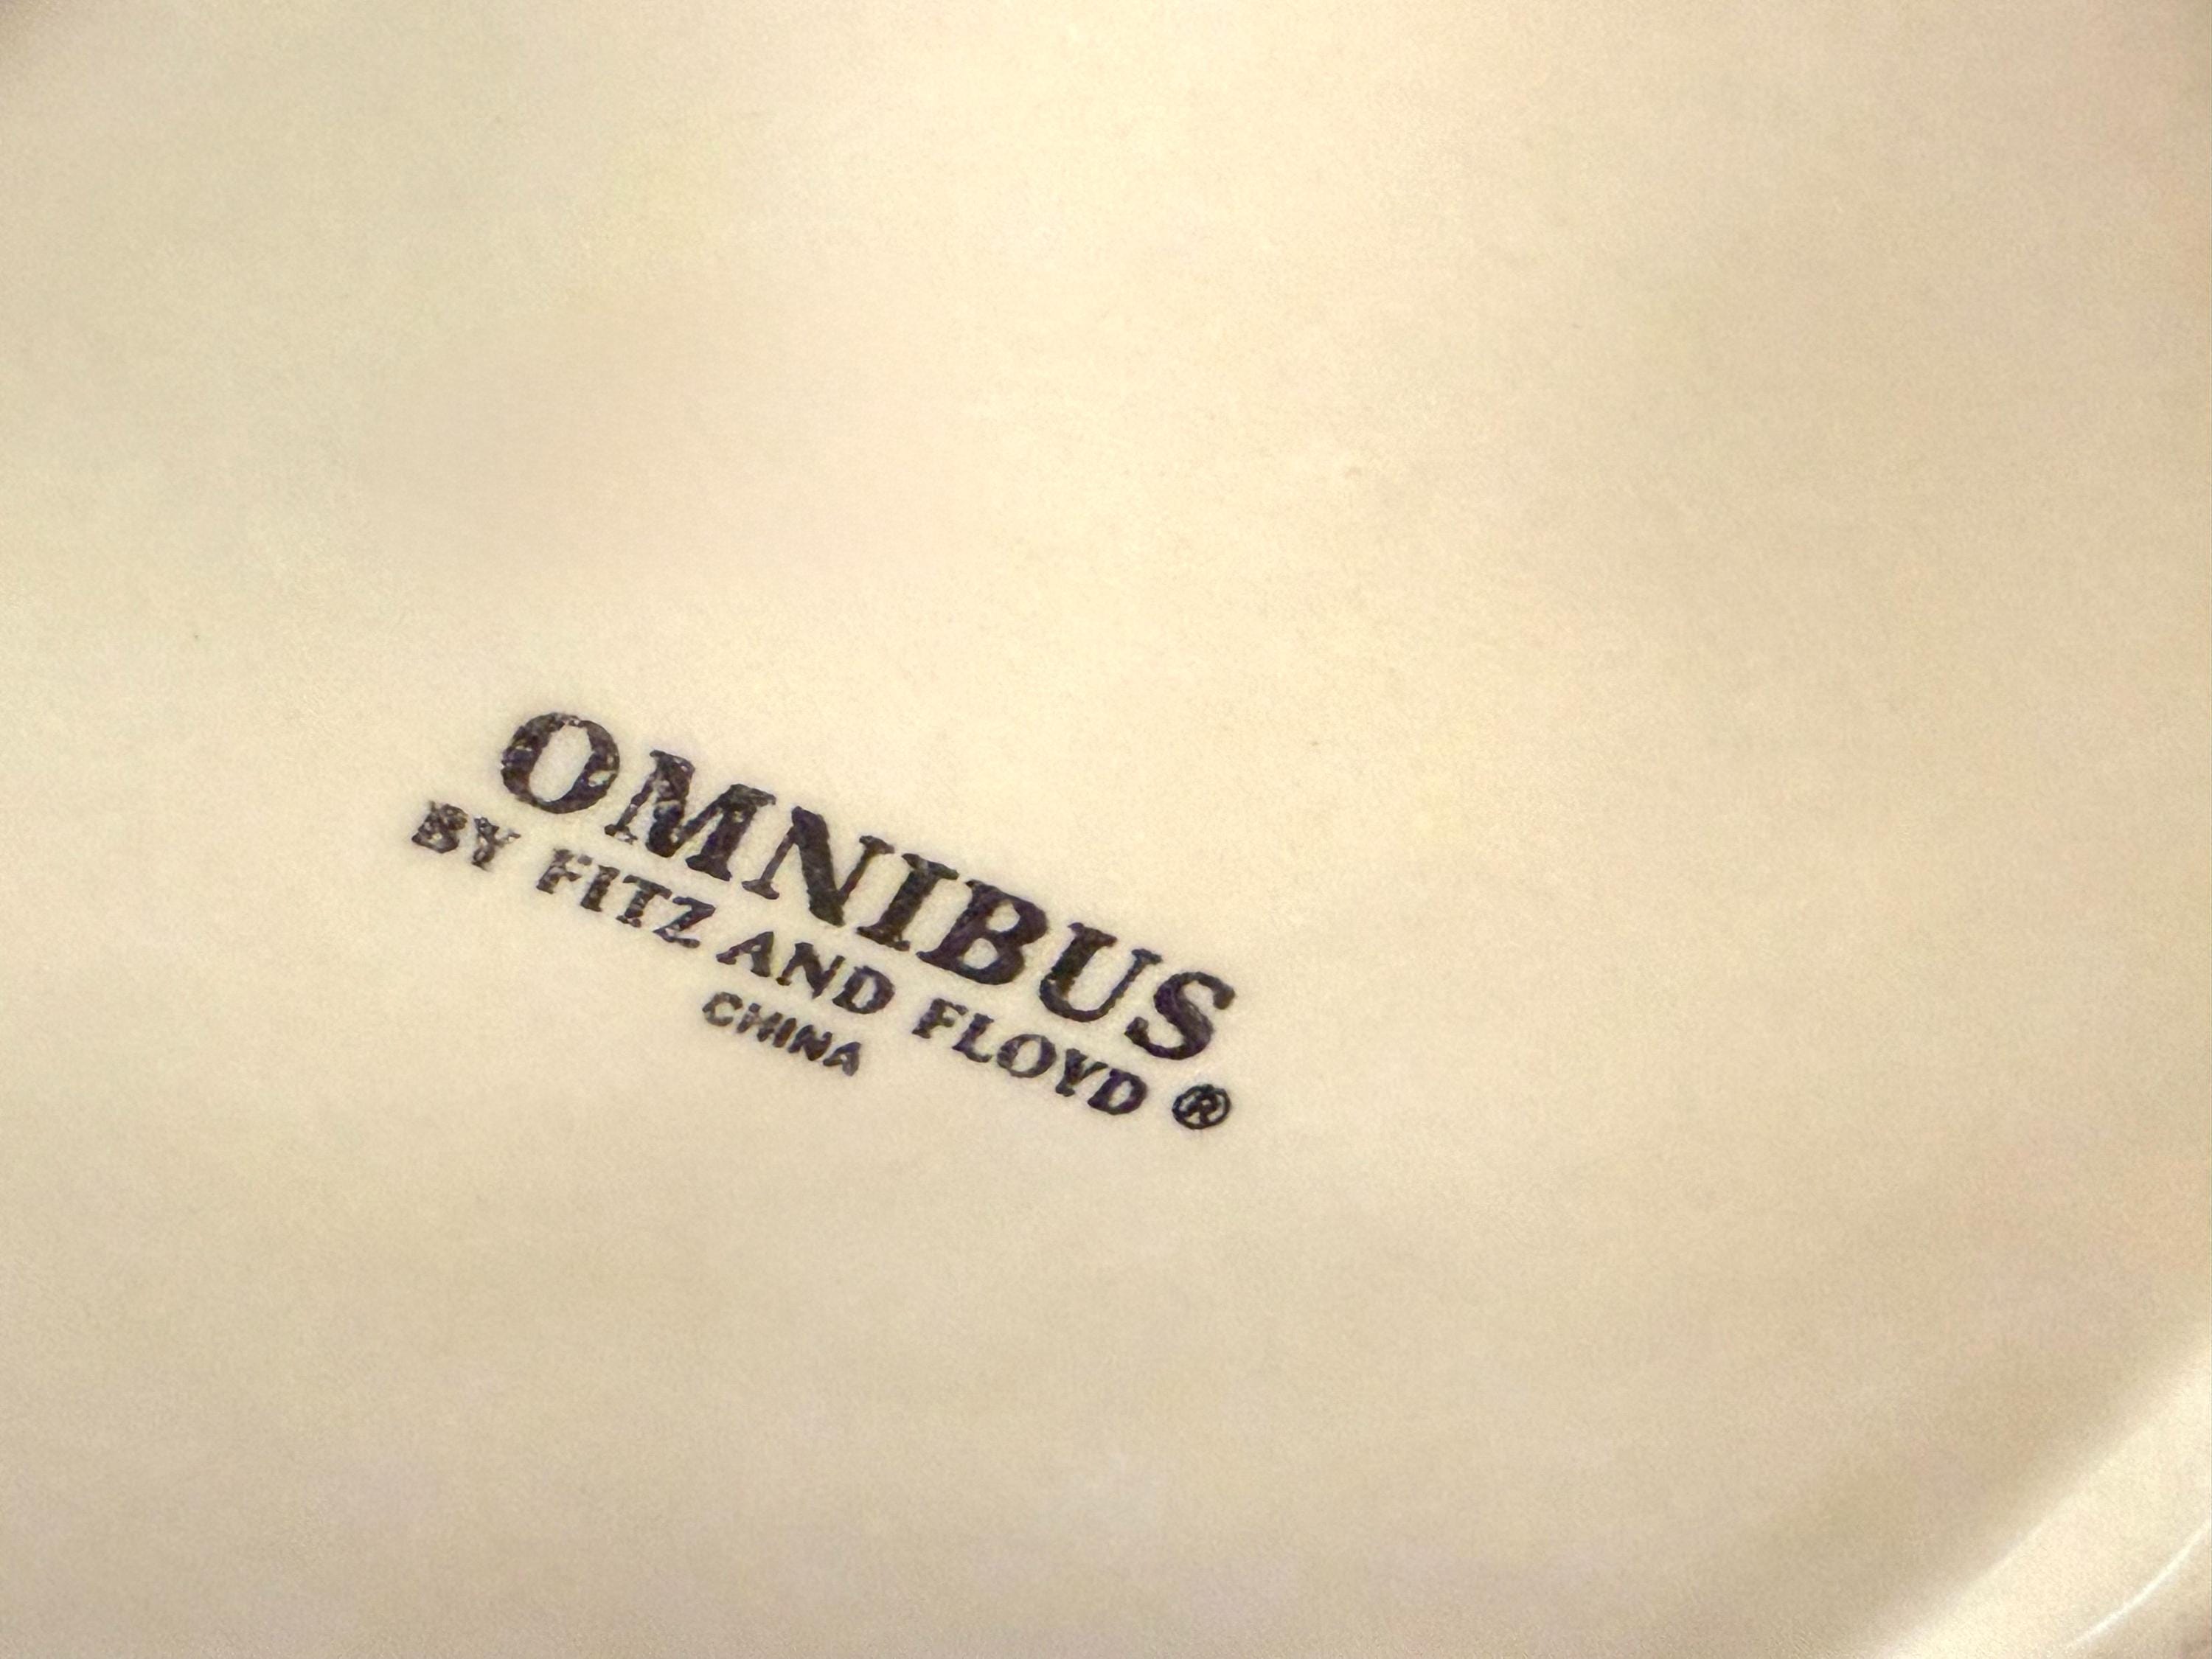 OMNIBUS
BY FITZ AND FLOYD ®
CHINA